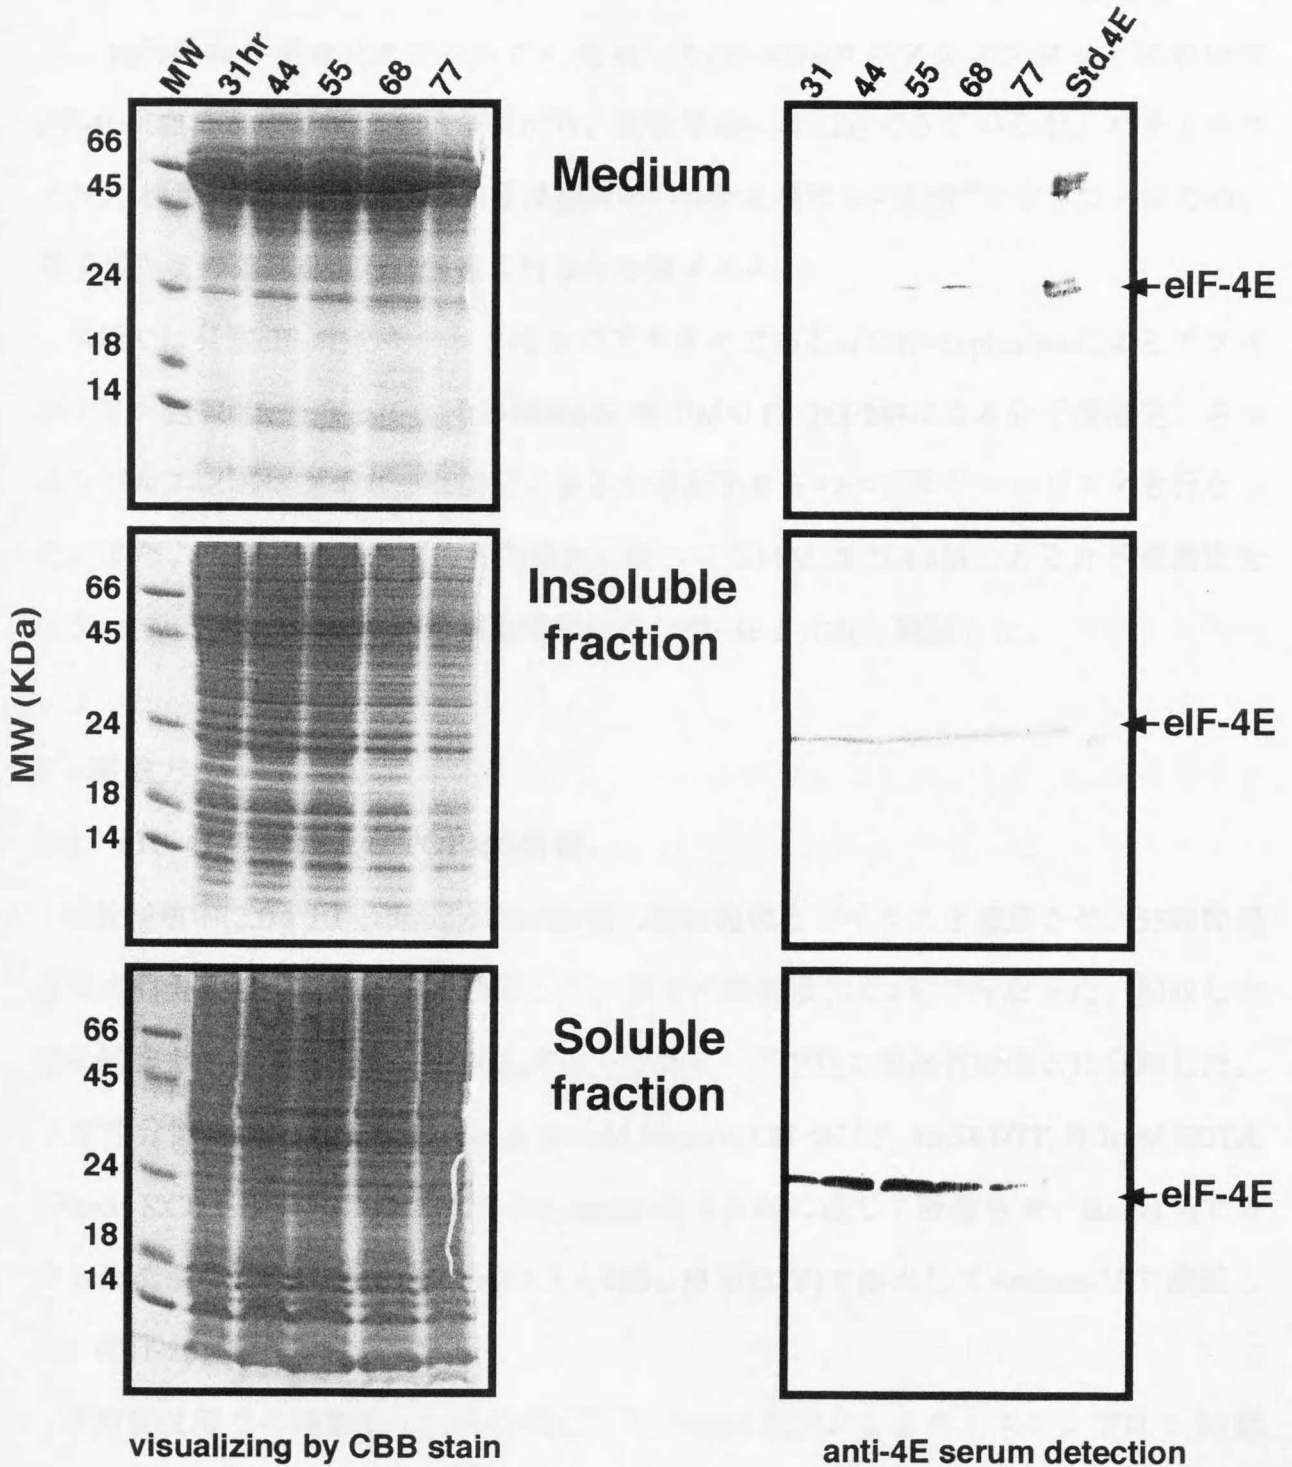 MW 31hr 44 55 68 77
31 44 55 68 77 Std.4E
66
45
24
18
14
Medium
eIF-4E
MW (KDa)
66
45
24
18
14
Insoluble
fraction
eIF-4E
66
45
24
18
14
Soluble
fraction
eIF-4E
visualizing by CBB stain
anti-4E serum detection